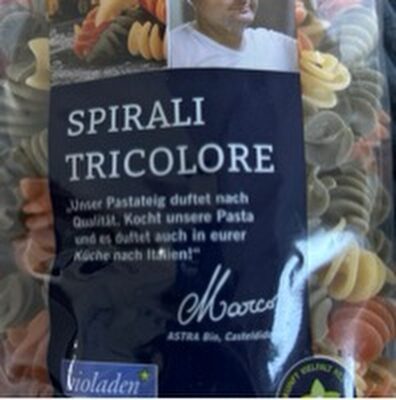 SPIRALI
TRICOLORE
„Unser Pastateig duftet nach
Qualität. Kocht unsere Pasta
und es duftet auch in eurer
Küche nach Italien!“
Marco
ASTRA Bio,
bioladen*
VIELFALT